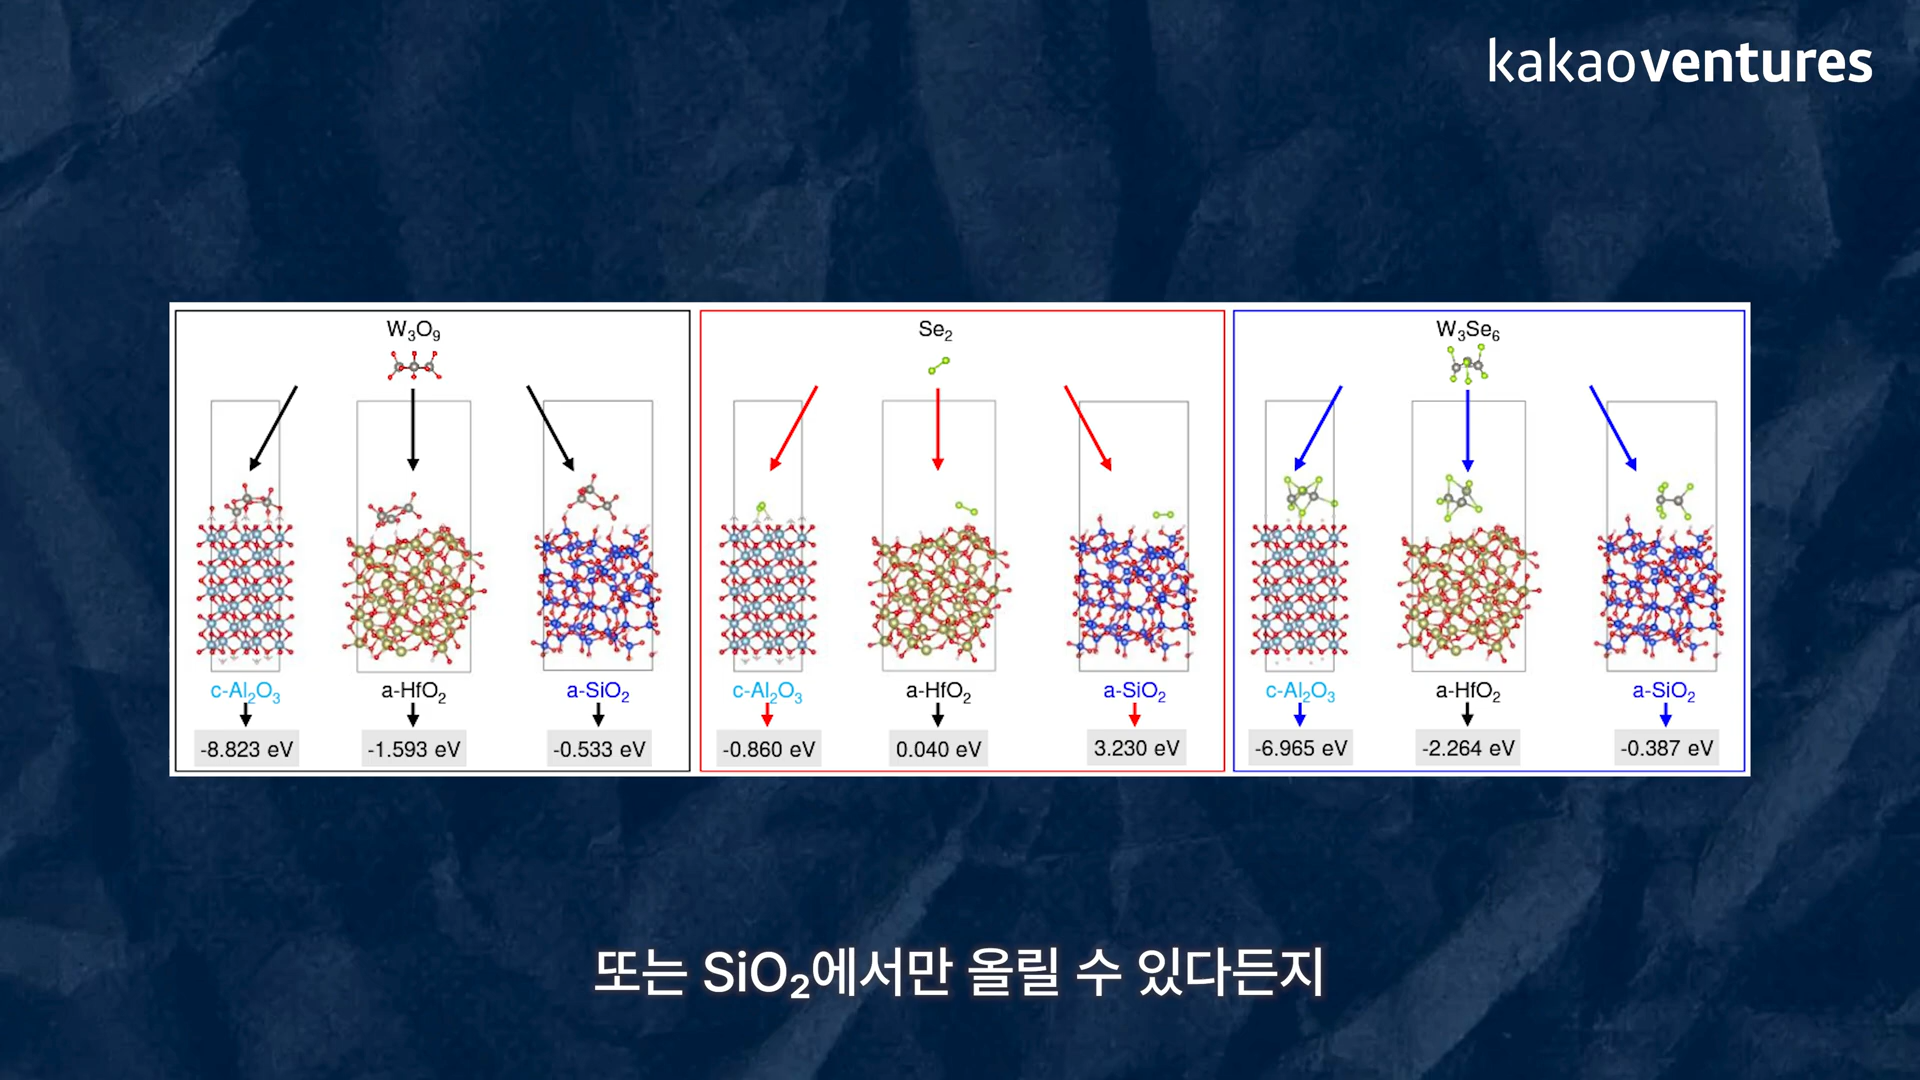 kakaoventures
W₃O₉
c-Al₂O₃
a-HfO₂
a-SiO₂
-8.823 eV
-1.593 eV
-0.533 eV
Se₂
c-Al₂O₃
a-HfO₂
a-SiO₂
-0.860 eV
0.040 eV
3.230 eV
W₃Se₆
c-Al₂O₃
a-HfO₂
a-SiO₂
-6.965 eV
-2.264 eV
-0.387 eV
또는 SiO₂에서만 올릴 수 있다든지